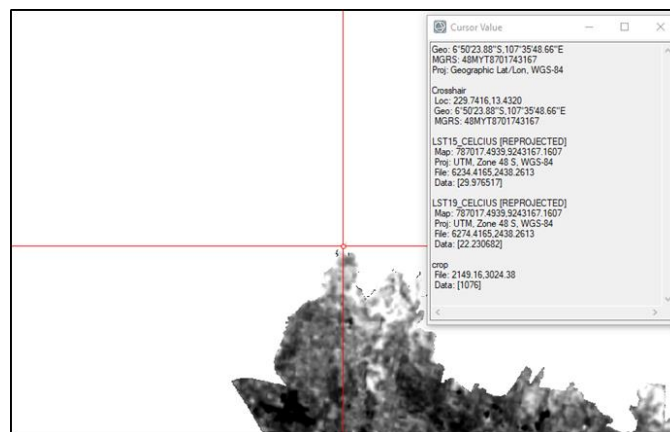 Cursor Value
Geo: 6°50'23.88"S,107°35'48.66"E
MGRS: 48MYT8701743167
Proj: Geographic Lat/Lon, WGS-84
Crosshair
Loc: 229.7416,13.4320
Geo: 6°50'23.88"S,107°35'48.66"E
MGRS: 48MYT8701743167
LST15_CELCIUS [REPROJECTED]
Map: 787017.4939,9243167.1607
Proj: UTM, Zone 48 S, WGS-84
File: 6234.4165,2438.2613
Data: [29.976517]
LST19_CELCIUS [REPROJECTED]
Map: 787017.4939,9243167.1607
Proj: UTM, Zone 48 S, WGS-84
File: 6274.4165,2438.2613
Data: [22.230682]
crop
File: 2149.16,3024.38
Data: [1076]